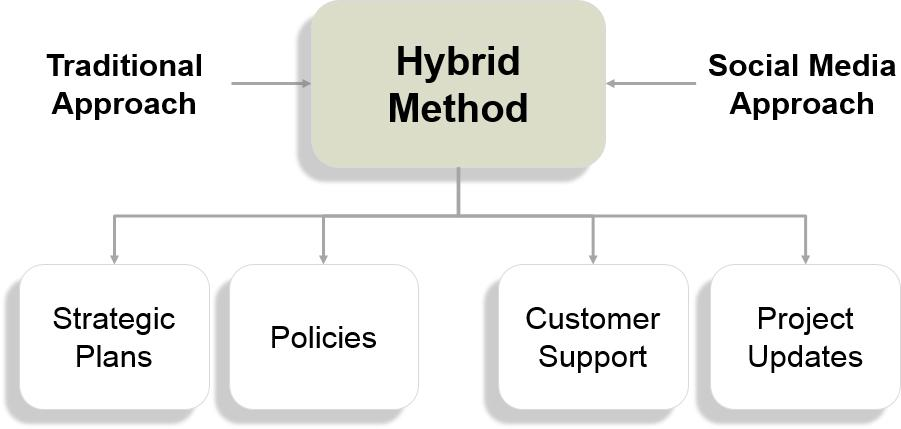 Traditional
Approach
Hybrid
Method
Social Media
Approach
Strategic
Plans
Policies
Customer
Support
Project
Updates